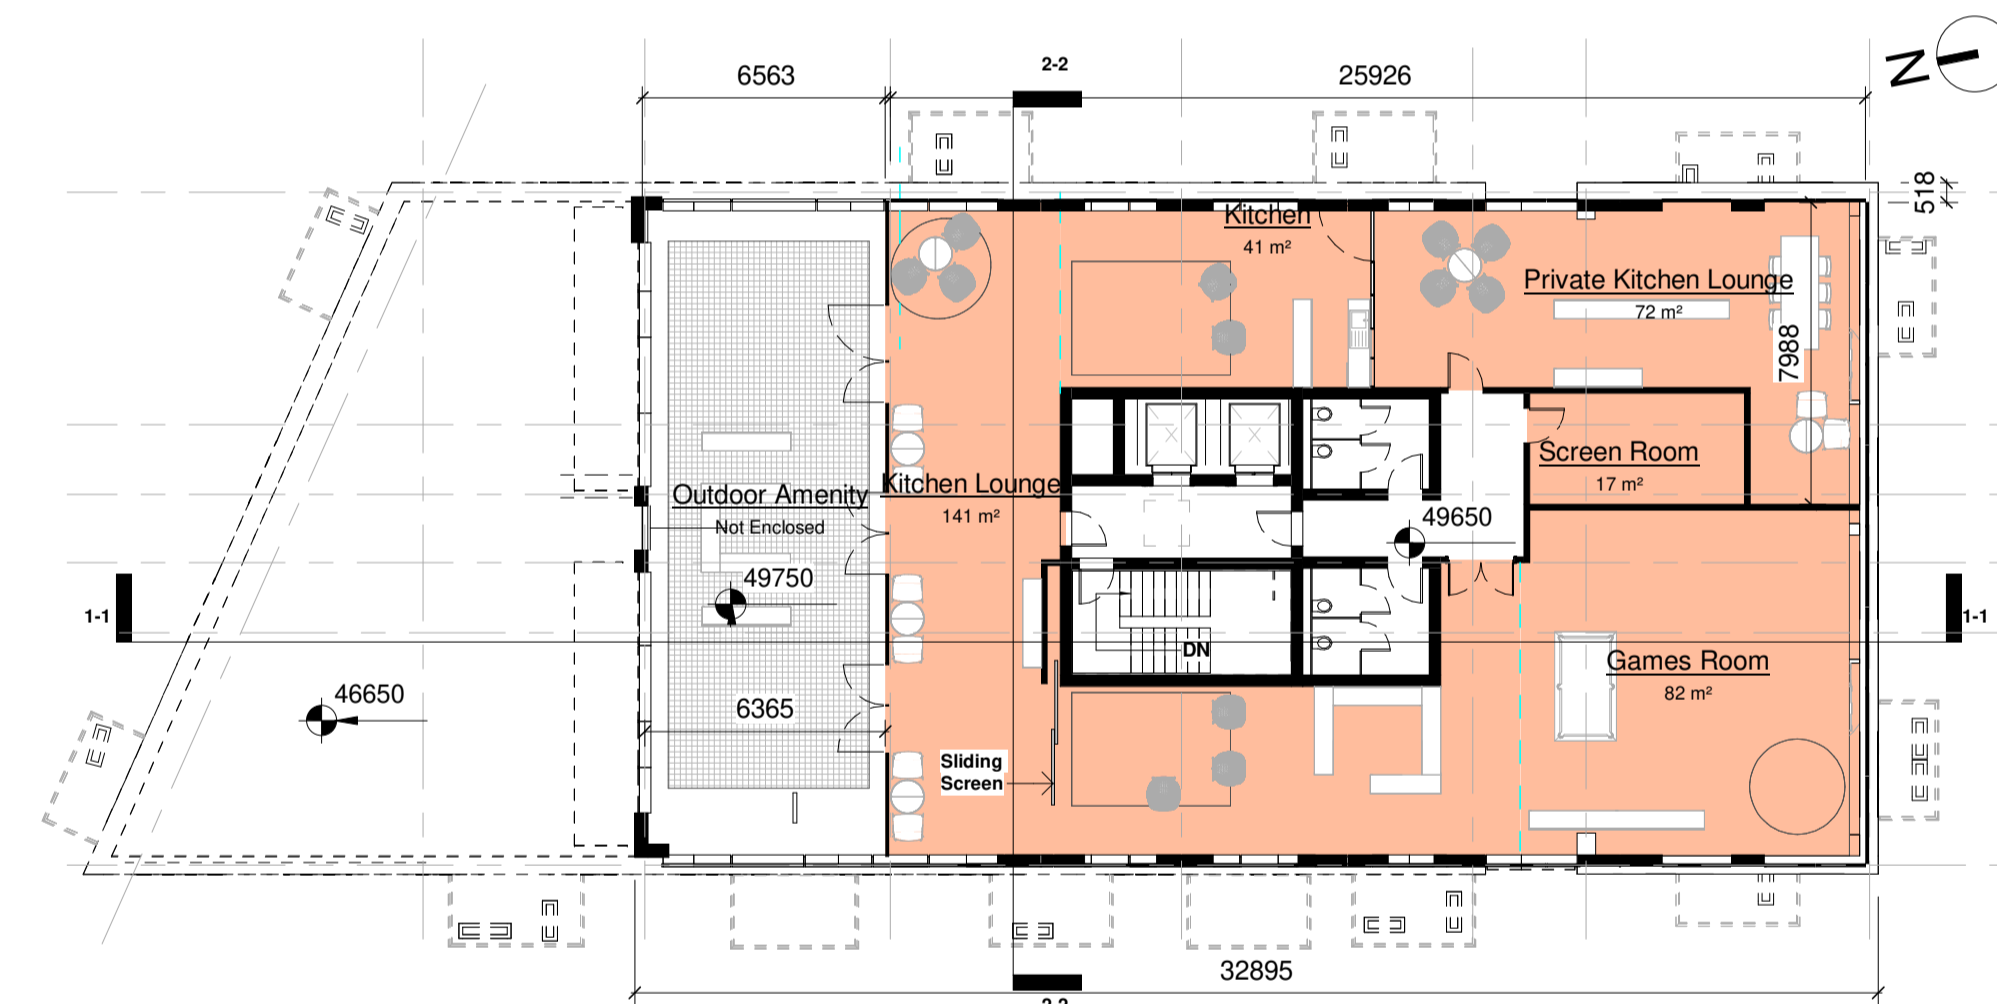 2-2
6563
25926
N
518
Kitchen
41 m²
Private Kitchen Lounge
72 m²
7988
Screen Room
17 m²
Kitchen Lounge
141 m²
Outdoor Amenity
Not Enclosed
49650
49750
1-1
1-1
DN
Games Room
82 m²
46650
6365
Sliding
Screen
32895
2-2